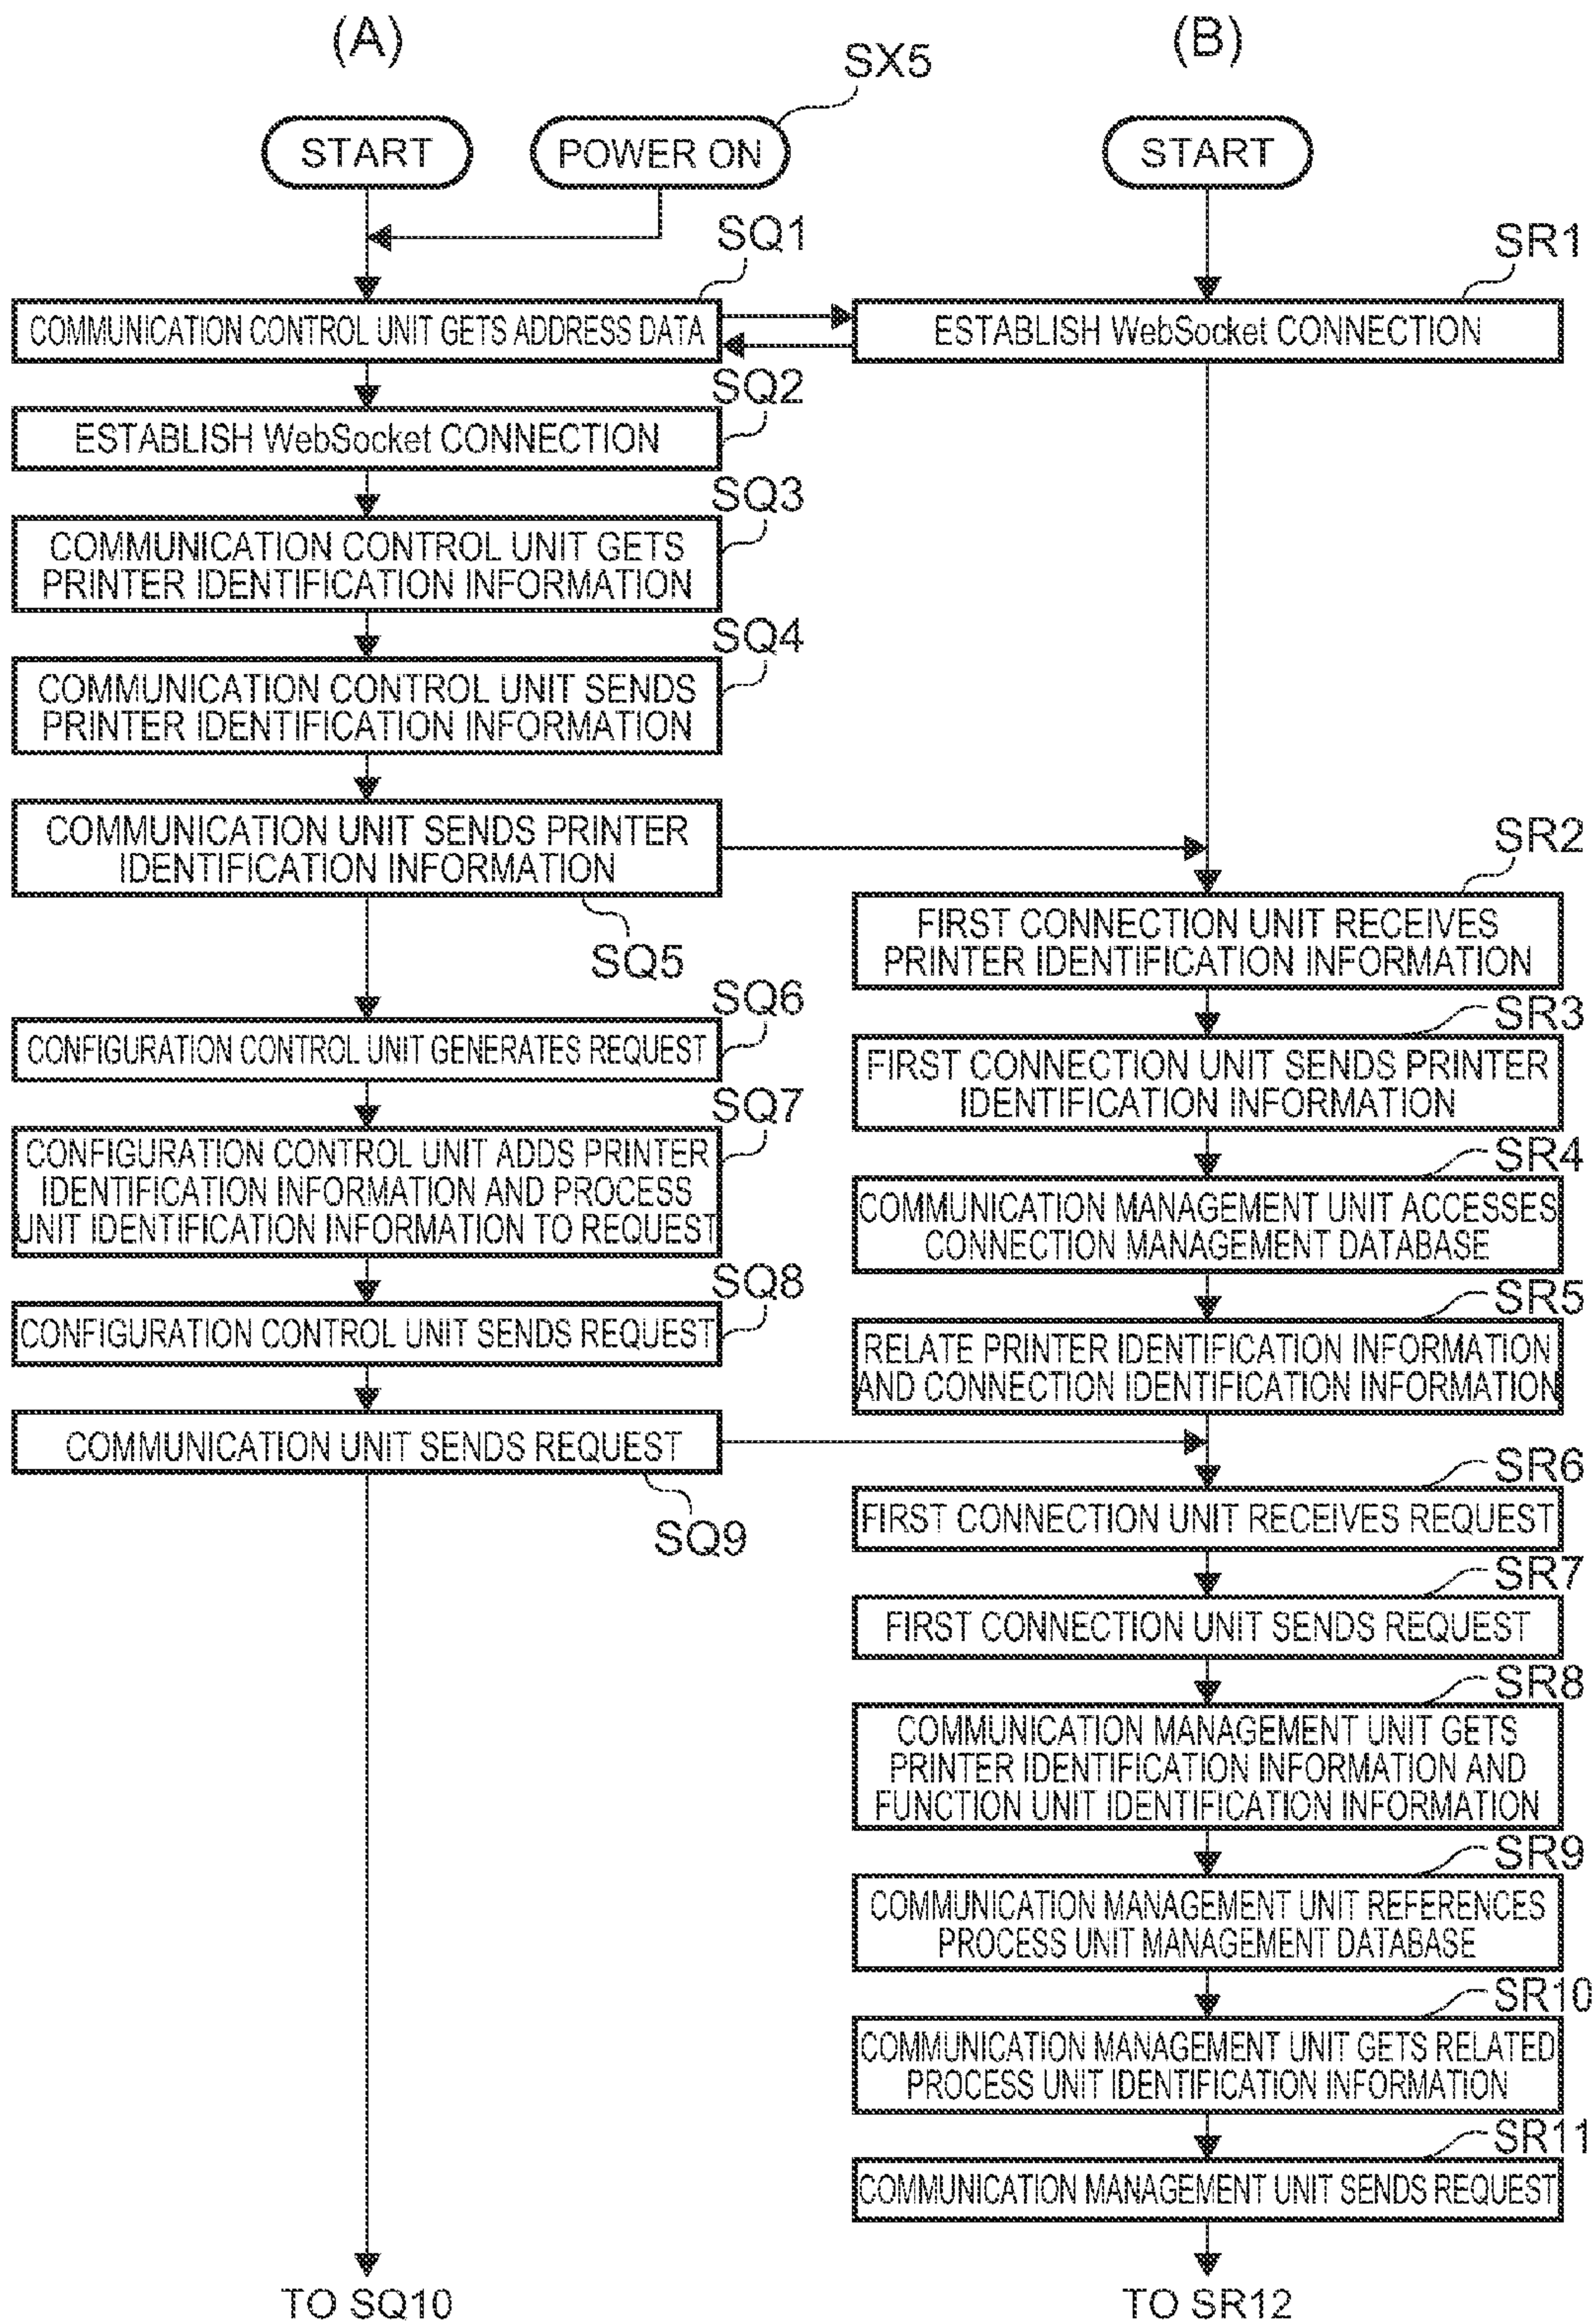 (A)
(B)
SX5
START
POWER ON
START
SQ1
SR1
COMMUNICATION CONTROL UNIT GETS ADDRESS DATA
ESTABLISH WebSocket CONNECTION
SQ2
ESTABLISH WebSocket CONNECTION
SQ3
COMMUNICATION CONTROL UNIT GETS
PRINTER IDENTIFICATION INFORMATION
SQ4
COMMUNICATION CONTROL UNIT SENDS
PRINTER IDENTIFICATION INFORMATION
COMMUNICATION UNIT SENDS PRINTER
IDENTIFICATION INFORMATION
SQ5
SR2
FIRST CONNECTION UNIT RECEIVES
PRINTER IDENTIFICATION INFORMATION
SQ6
CONFIGURATION CONTROL UNIT GENERATES REQUEST
SR3
FIRST CONNECTION UNIT SENDS PRINTER
IDENTIFICATION INFORMATION
SQ7
CONFIGURATION CONTROL UNIT ADDS PRINTER
IDENTIFICATION INFORMATION AND PROCESS
UNIT IDENTIFICATION INFORMATION TO REQUEST
SR4
COMMUNICATION MANAGEMENT UNIT ACCESSES
CONNECTION MANAGEMENT DATABASE
SQ8
CONFIGURATION CONTROL UNIT SENDS REQUEST
SR5
RELATE PRINTER IDENTIFICATION INFORMATION
AND CONNECTION IDENTIFICATION INFORMATION
COMMUNICATION UNIT SENDS REQUEST
SQ9
SR6
FIRST CONNECTION UNIT RECEIVES REQUEST
SR7
FIRST CONNECTION UNIT SENDS REQUEST
SR8
COMMUNICATION MANAGEMENT UNIT GETS
PRINTER IDENTIFICATION INFORMATION AND
FUNCTION UNIT IDENTIFICATION INFORMATION
SR9
COMMUNICATION MANAGEMENT UNIT REFERENCES
PROCESS UNIT MANAGEMENT DATABASE
SR10
COMMUNICATION MANAGEMENT UNIT GETS RELATED
PROCESS UNIT IDENTIFICATION INFORMATION
SR11
COMMUNICATION MANAGEMENT UNIT SENDS REQUEST
TO SQ10
TO SR12